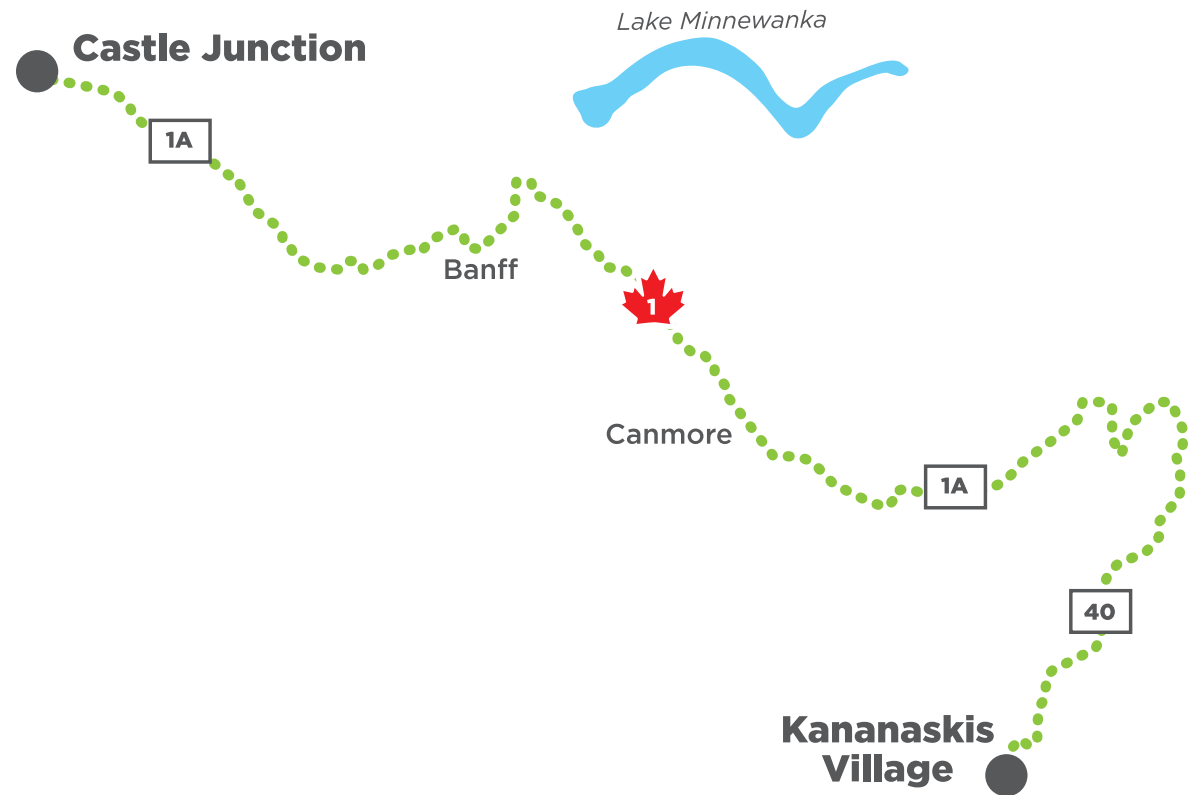 Lake Minnewanka
Castle Junction
1A
Banff
1
Canmore
1A
40
Kananaskis
Village